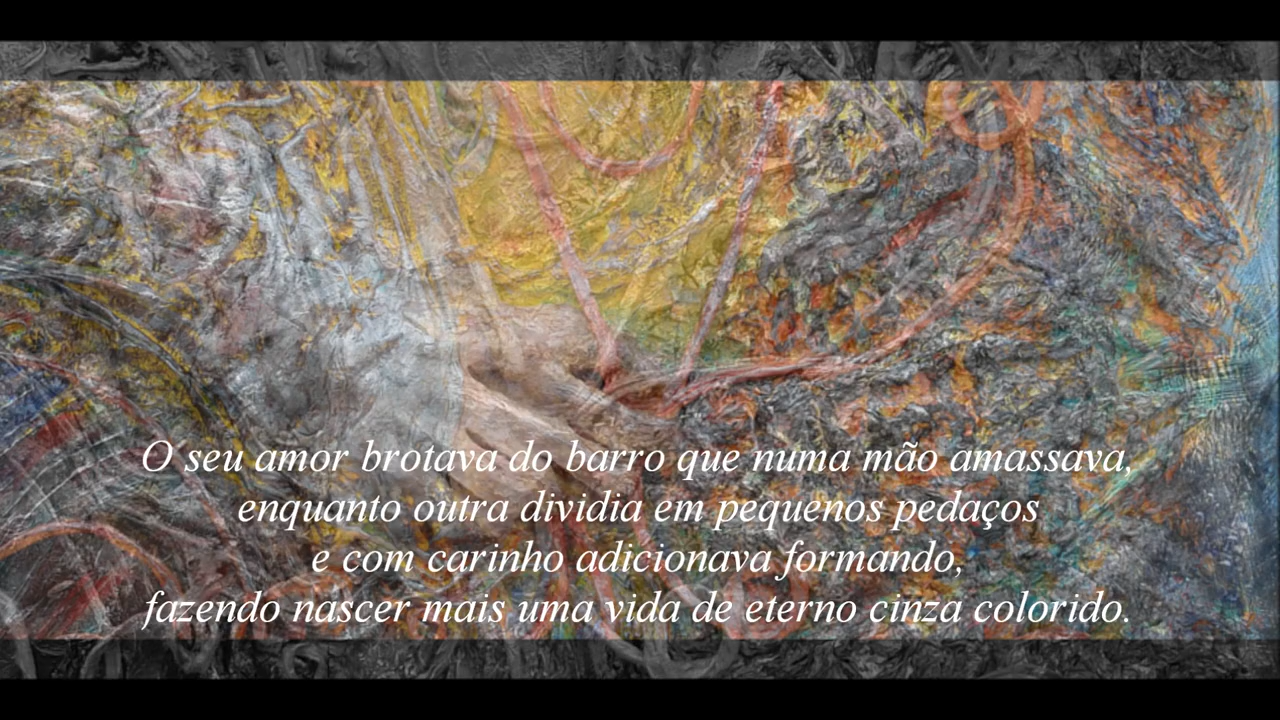 O seu amor brotava do barro que numa mão amassava,
enquanto outra dividia em pequenos pedaços
e com carinho adicionava formando,
fazendo nascer mais uma vida de eterno cinza colorido.